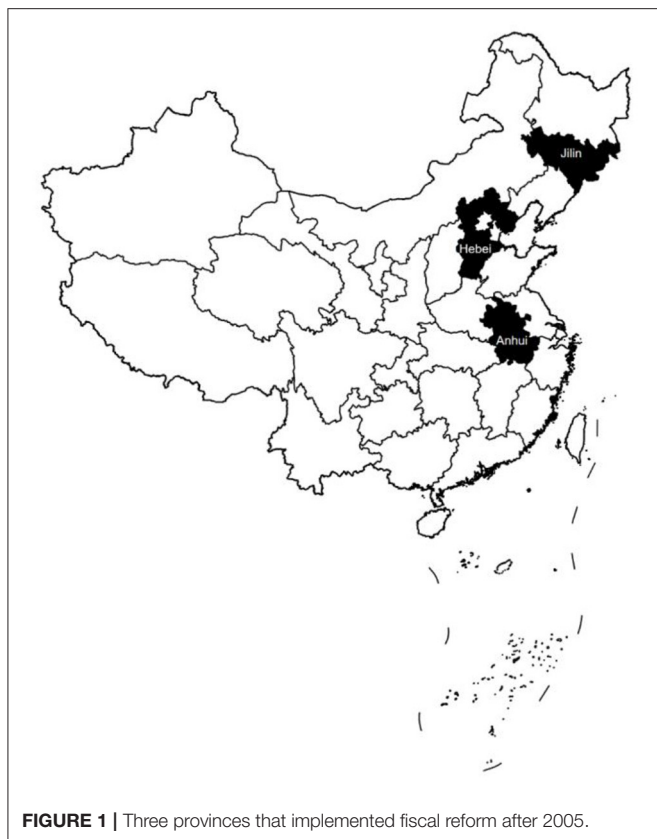 Jilin
Hebei
Anhui
FIGURE 1 | Three provinces that implemented fiscal reform after 2005.